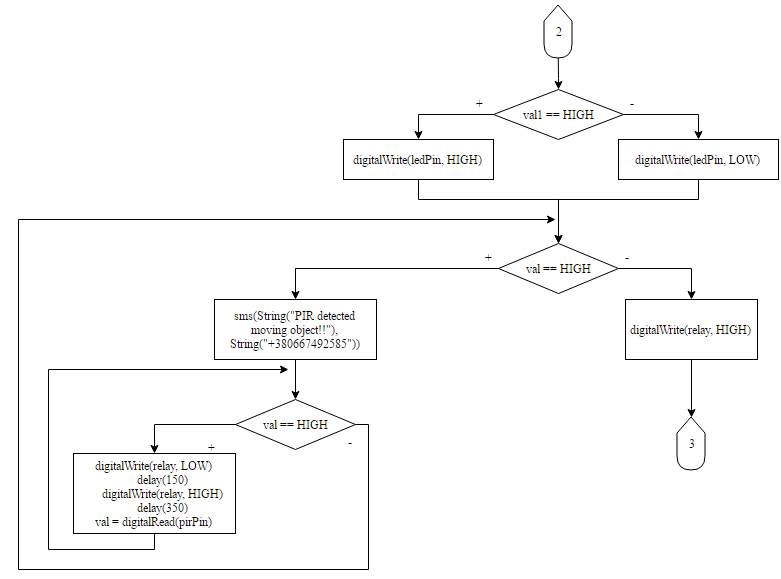 2
+
-
val1 == HIGH
digitalWrite(ledPin, HIGH)
digitalWrite(ledPin, LOW)
+
-
val == HIGH
sms(String("PIR detected
moving object!!"),
String("+380667492585"))
digitalWrite(relay, HIGH)
val == HIGH
+
-
3
digitalWrite(relay, LOW)
delay(150)
digitalWrite(relay, HIGH)
delay(350)
val = digitalRead(pirPin)